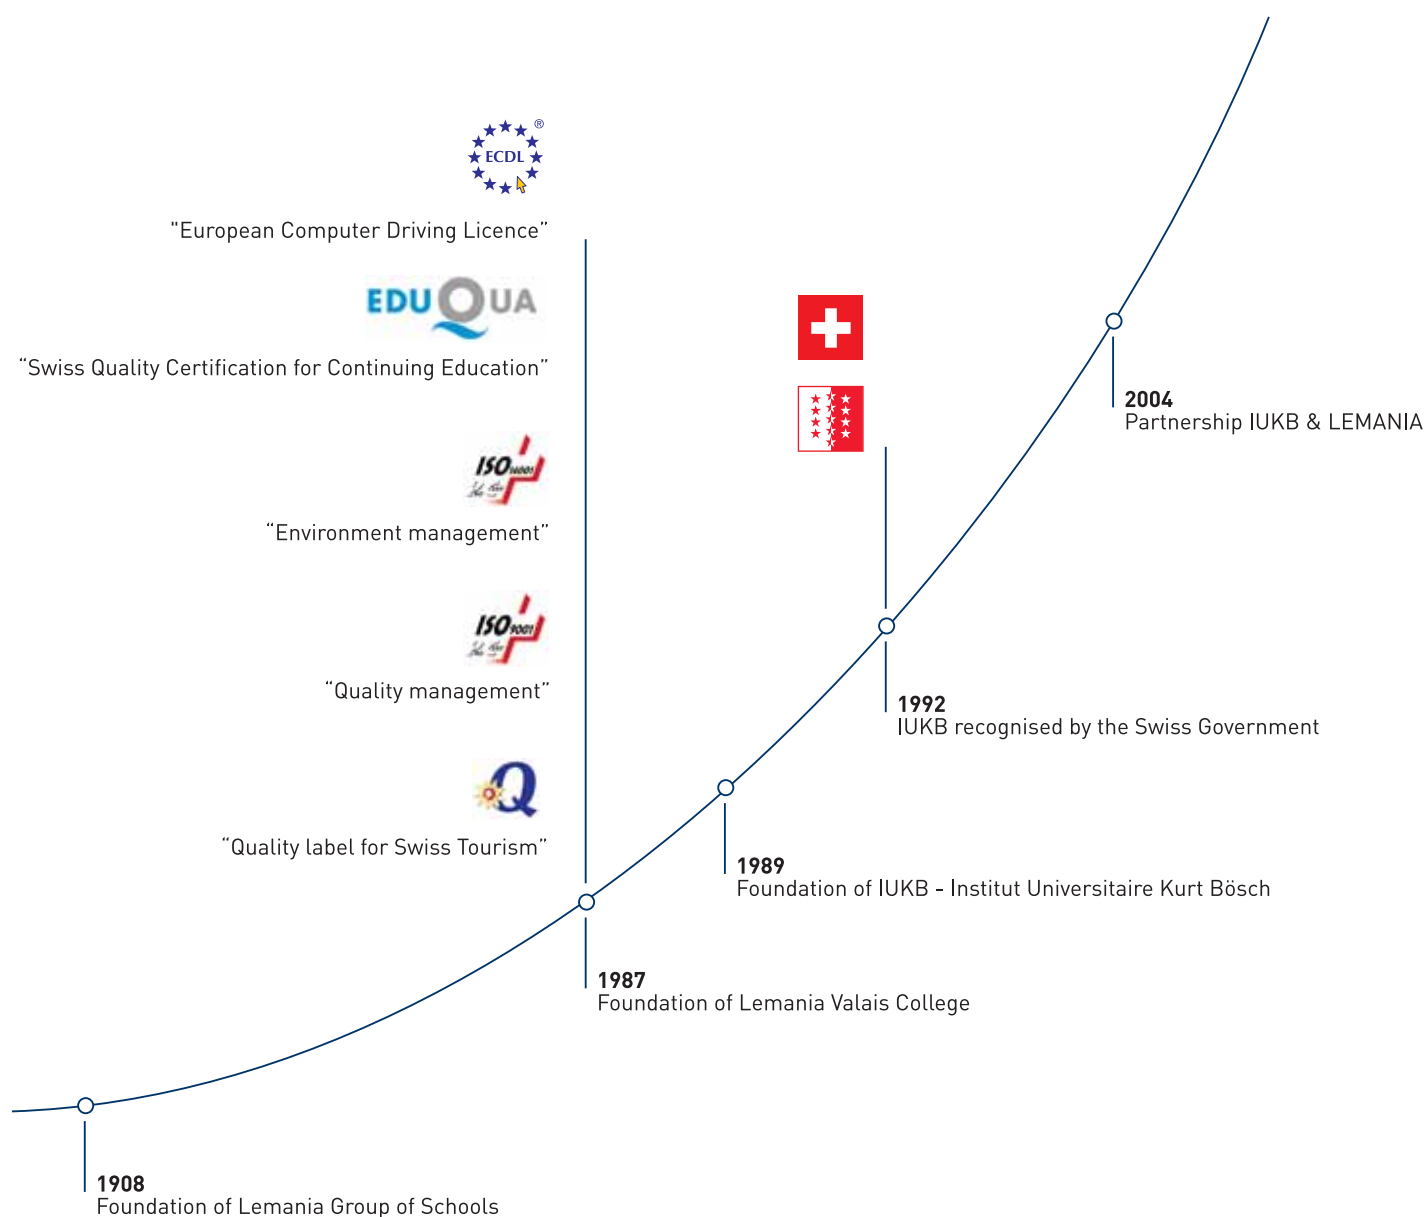 ECDL ®
"European Computer Driving Licence”
EDUQUA
“Swiss Quality Certification for Continuing Education”
ISO 14001
“Environment management”
ISO 9001
“Quality management”
Q
“Quality label for Swiss Tourism”
2004
Partnership IUKB & LEMANIA
1992
IUKB recognised by the Swiss Government
1989
Foundation of IUKB - Institut Universitaire Kurt Bösch
1987
Foundation of Lemania Valais College
1908
Foundation of Lemania Group of Schools